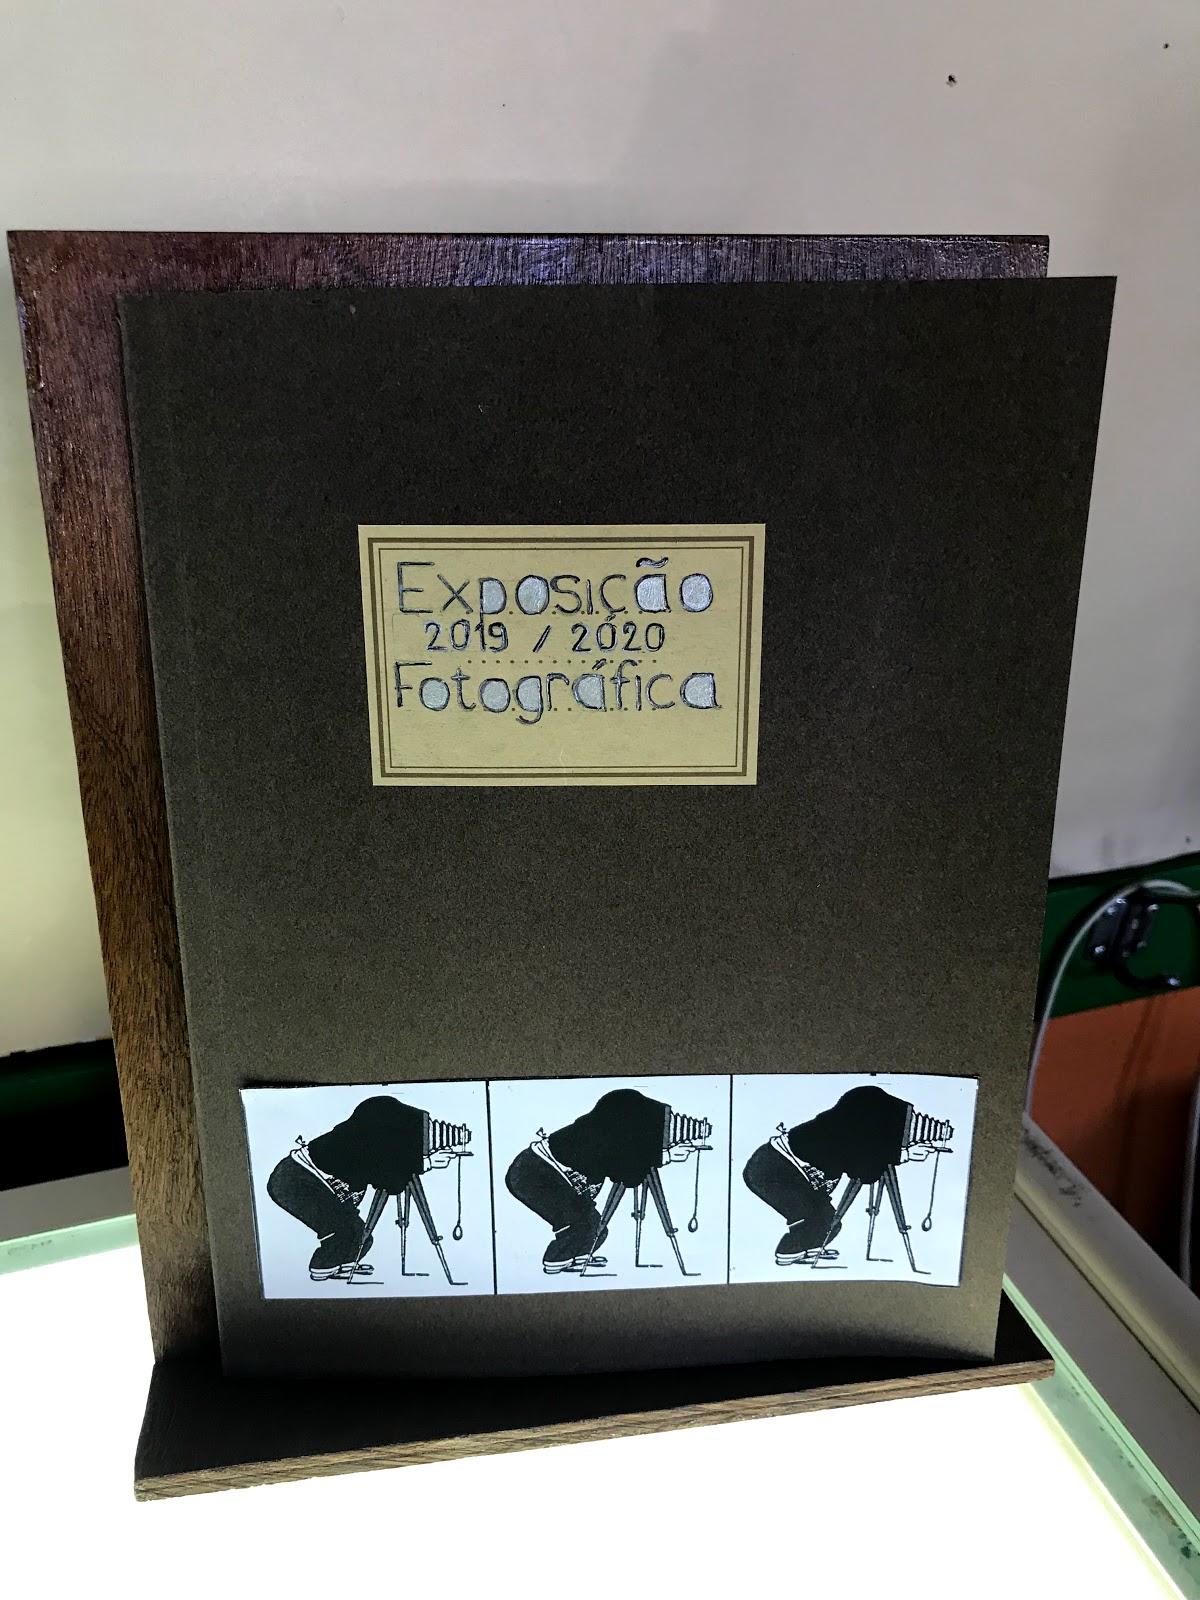 Exposição
2019 / 2020
Fotográfica